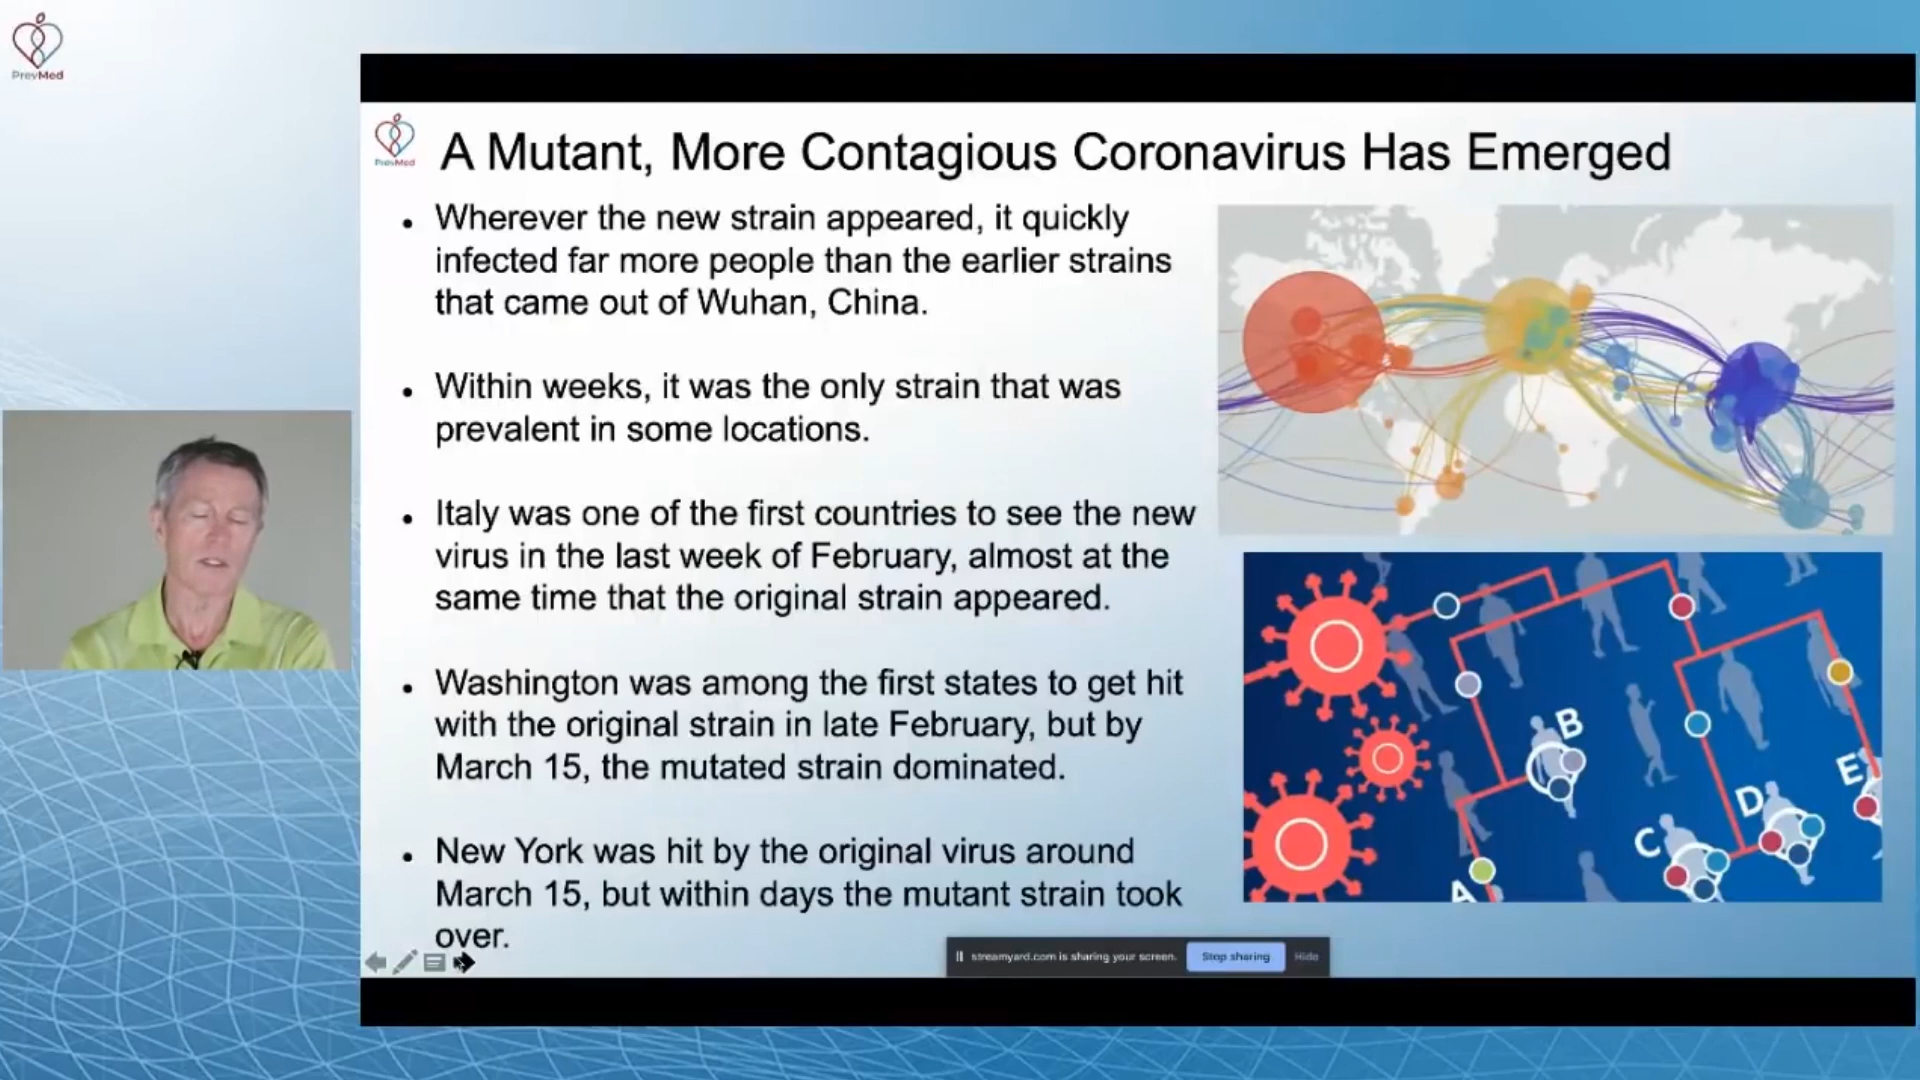 PrevMed
PrevMed
A Mutant, More Contagious Coronavirus Has Emerged
• Wherever the new strain appeared, it quickly
infected far more people than the earlier strains
that came out of Wuhan, China.
• Within weeks, it was the only strain that was
prevalent in some locations.
• Italy was one of the first countries to see the new
virus in the last week of February, almost at the
same time that the original strain appeared.
• Washington was among the first states to get hit
with the original strain in late February, but by
March 15, the mutated strain dominated.
• New York was hit by the original virus around
March 15, but within days the mutant strain took
over.
A
B
C
D
E
streamyard.com is sharing your screen.
Stop sharing
Hide